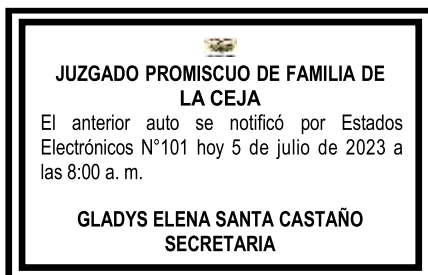 JUZGADO PROMISCUO DE FAMILIA DE
LA CEJA
El anterior auto se notificó por Estados
Electrónicos N°101 hoy 5 de julio de 2023 a
las 8:00 a. m.
GLADYS ELENA SANTA CASTAÑO
SECRETARIA